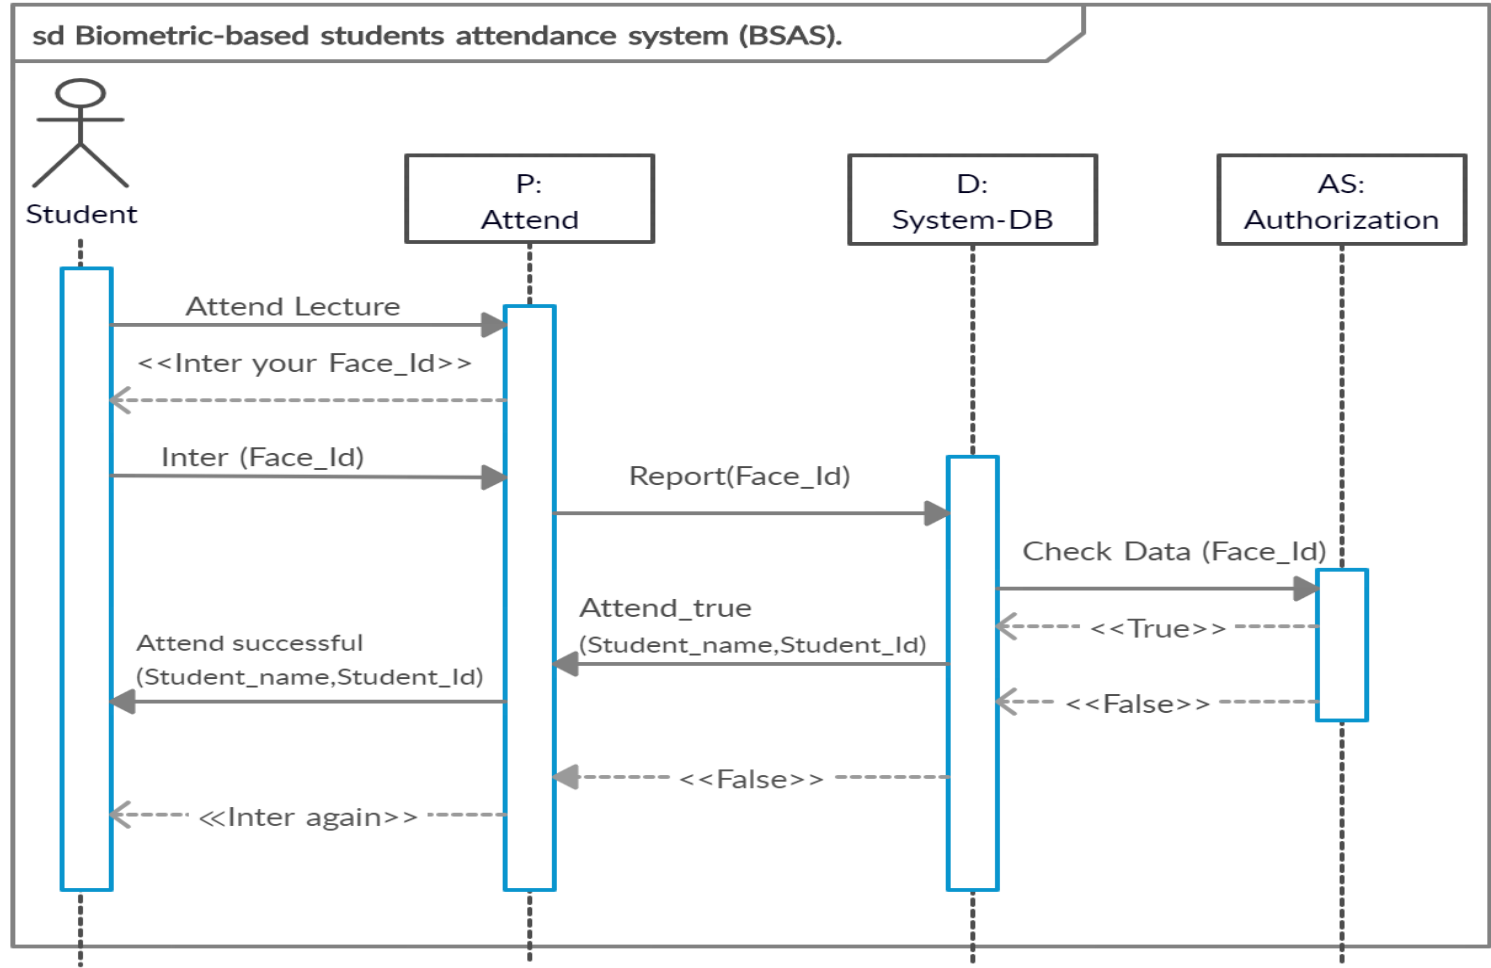 sd Biometric-based students attendance system (BSAS).
Student
P:
Attend
D:
System-DB
AS:
Authorization
Attend Lecture
<<Inter your Face_Id>>
Inter (Face_Id)
Report(Face_Id)
Check Data (Face_Id)
<<True>>
Attend_true
(Student_name,Student_Id)
Attend successful
(Student_name,Student_Id)
<<False>>
<<False>>
<<Inter again>>